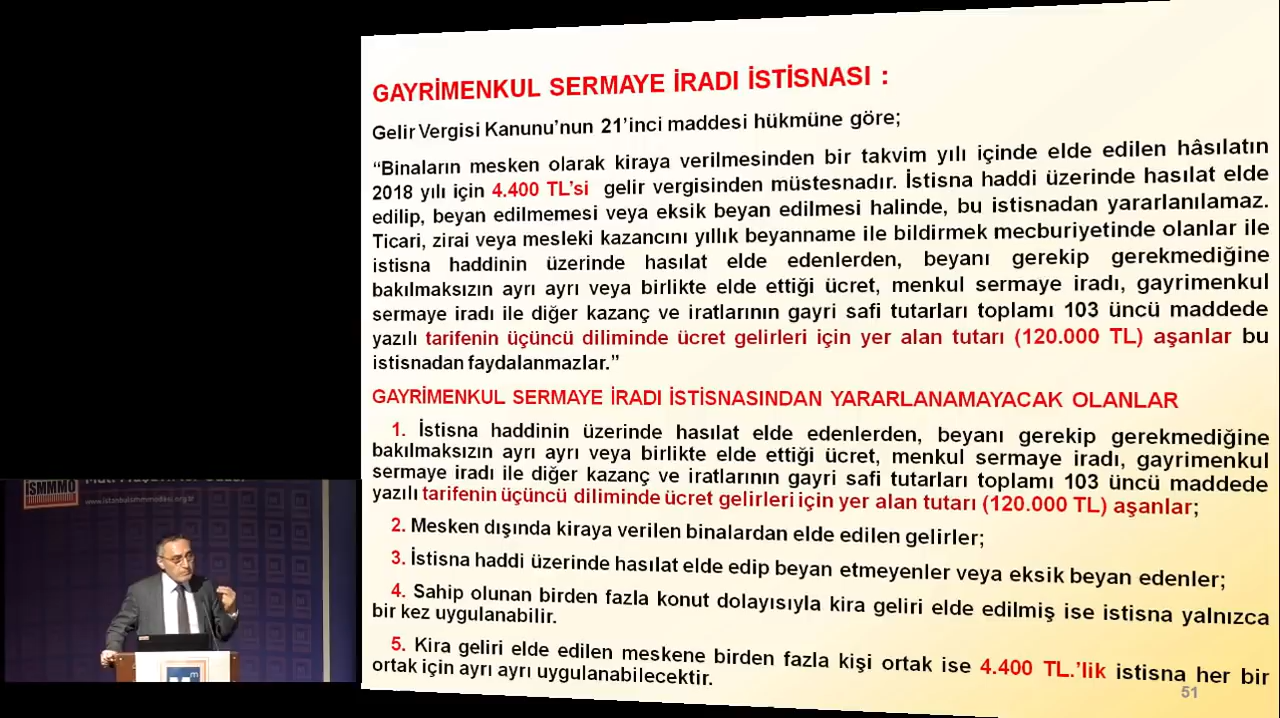 GAYRİMENKUL SERMAYE İRADI İSTİSNASI :
Gelir Vergisi Kanunu’nun 21’inci maddesi hükmüne göre;
“Binaların mesken olarak kiraya verilmesinden bir takvim yılı içinde elde edilen hâsılatın
2018 yılı için 4.400 TL’si gelir vergisinden müstesnadır. İstisna haddi üzerinde hasılat elde
edilip, beyan edilmemesi veya eksik beyan edilmesi halinde, bu istisnadan yararlanılamaz.
Ticari, zirai veya mesleki kazancını yıllık beyanname ile bildirmek mecburiyetinde olanlar ile
istisna haddinin üzerinde hasılat elde edenlerden, beyanı gerekip gerekmediğine
bakılmaksızın ayrı ayrı veya birlikte elde ettiği ücret, menkul sermaye iradı, gayrimenkul
sermaye iradı ile diğer kazanç ve iratlarının gayri safi tutarları toplamı 103 üncü maddede
yazılı tarifenin üçüncü diliminde ücret gelirleri için yer alan tutarı (120.000 TL) aşanlar bu
istisnadan faydalanmazlar.”
GAYRİMENKUL SERMAYE İRADI İSTİSNASINDAN YARARLANAMAYACAK OLANLAR
1. İstisna haddinin üzerinde hasılat elde edenlerden, beyanı gerekip gerekmediğine
bakılmaksızın ayrı ayrı veya birlikte elde ettiği ücret, menkul sermaye iradı, gayrimenkul
sermaye iradı ile diğer kazanç ve iratlarının gayri safi tutarları toplamı 103 üncü maddede
yazılı tarifenin üçüncü diliminde ücret gelirleri için yer alan tutarı (120.000 TL) aşanlar;
2. Mesken dışında kiraya verilen binalardan elde edilen gelirler;
3. İstisna haddi üzerinde hasılat elde edip beyan etmeyenler veya eksik beyan edenler;
4. Sahip olunan birden fazla konut dolayısıyla kira geliri elde edilmiş ise istisna yalnızca
bir kez uygulanabilir.
5. Kira geliri elde edilen meskene birden fazla kişi ortak ise 4.400 TL.’lik istisna her bir
ortak için ayrı ayrı uygulanabilecektir.
51
İSMMMO